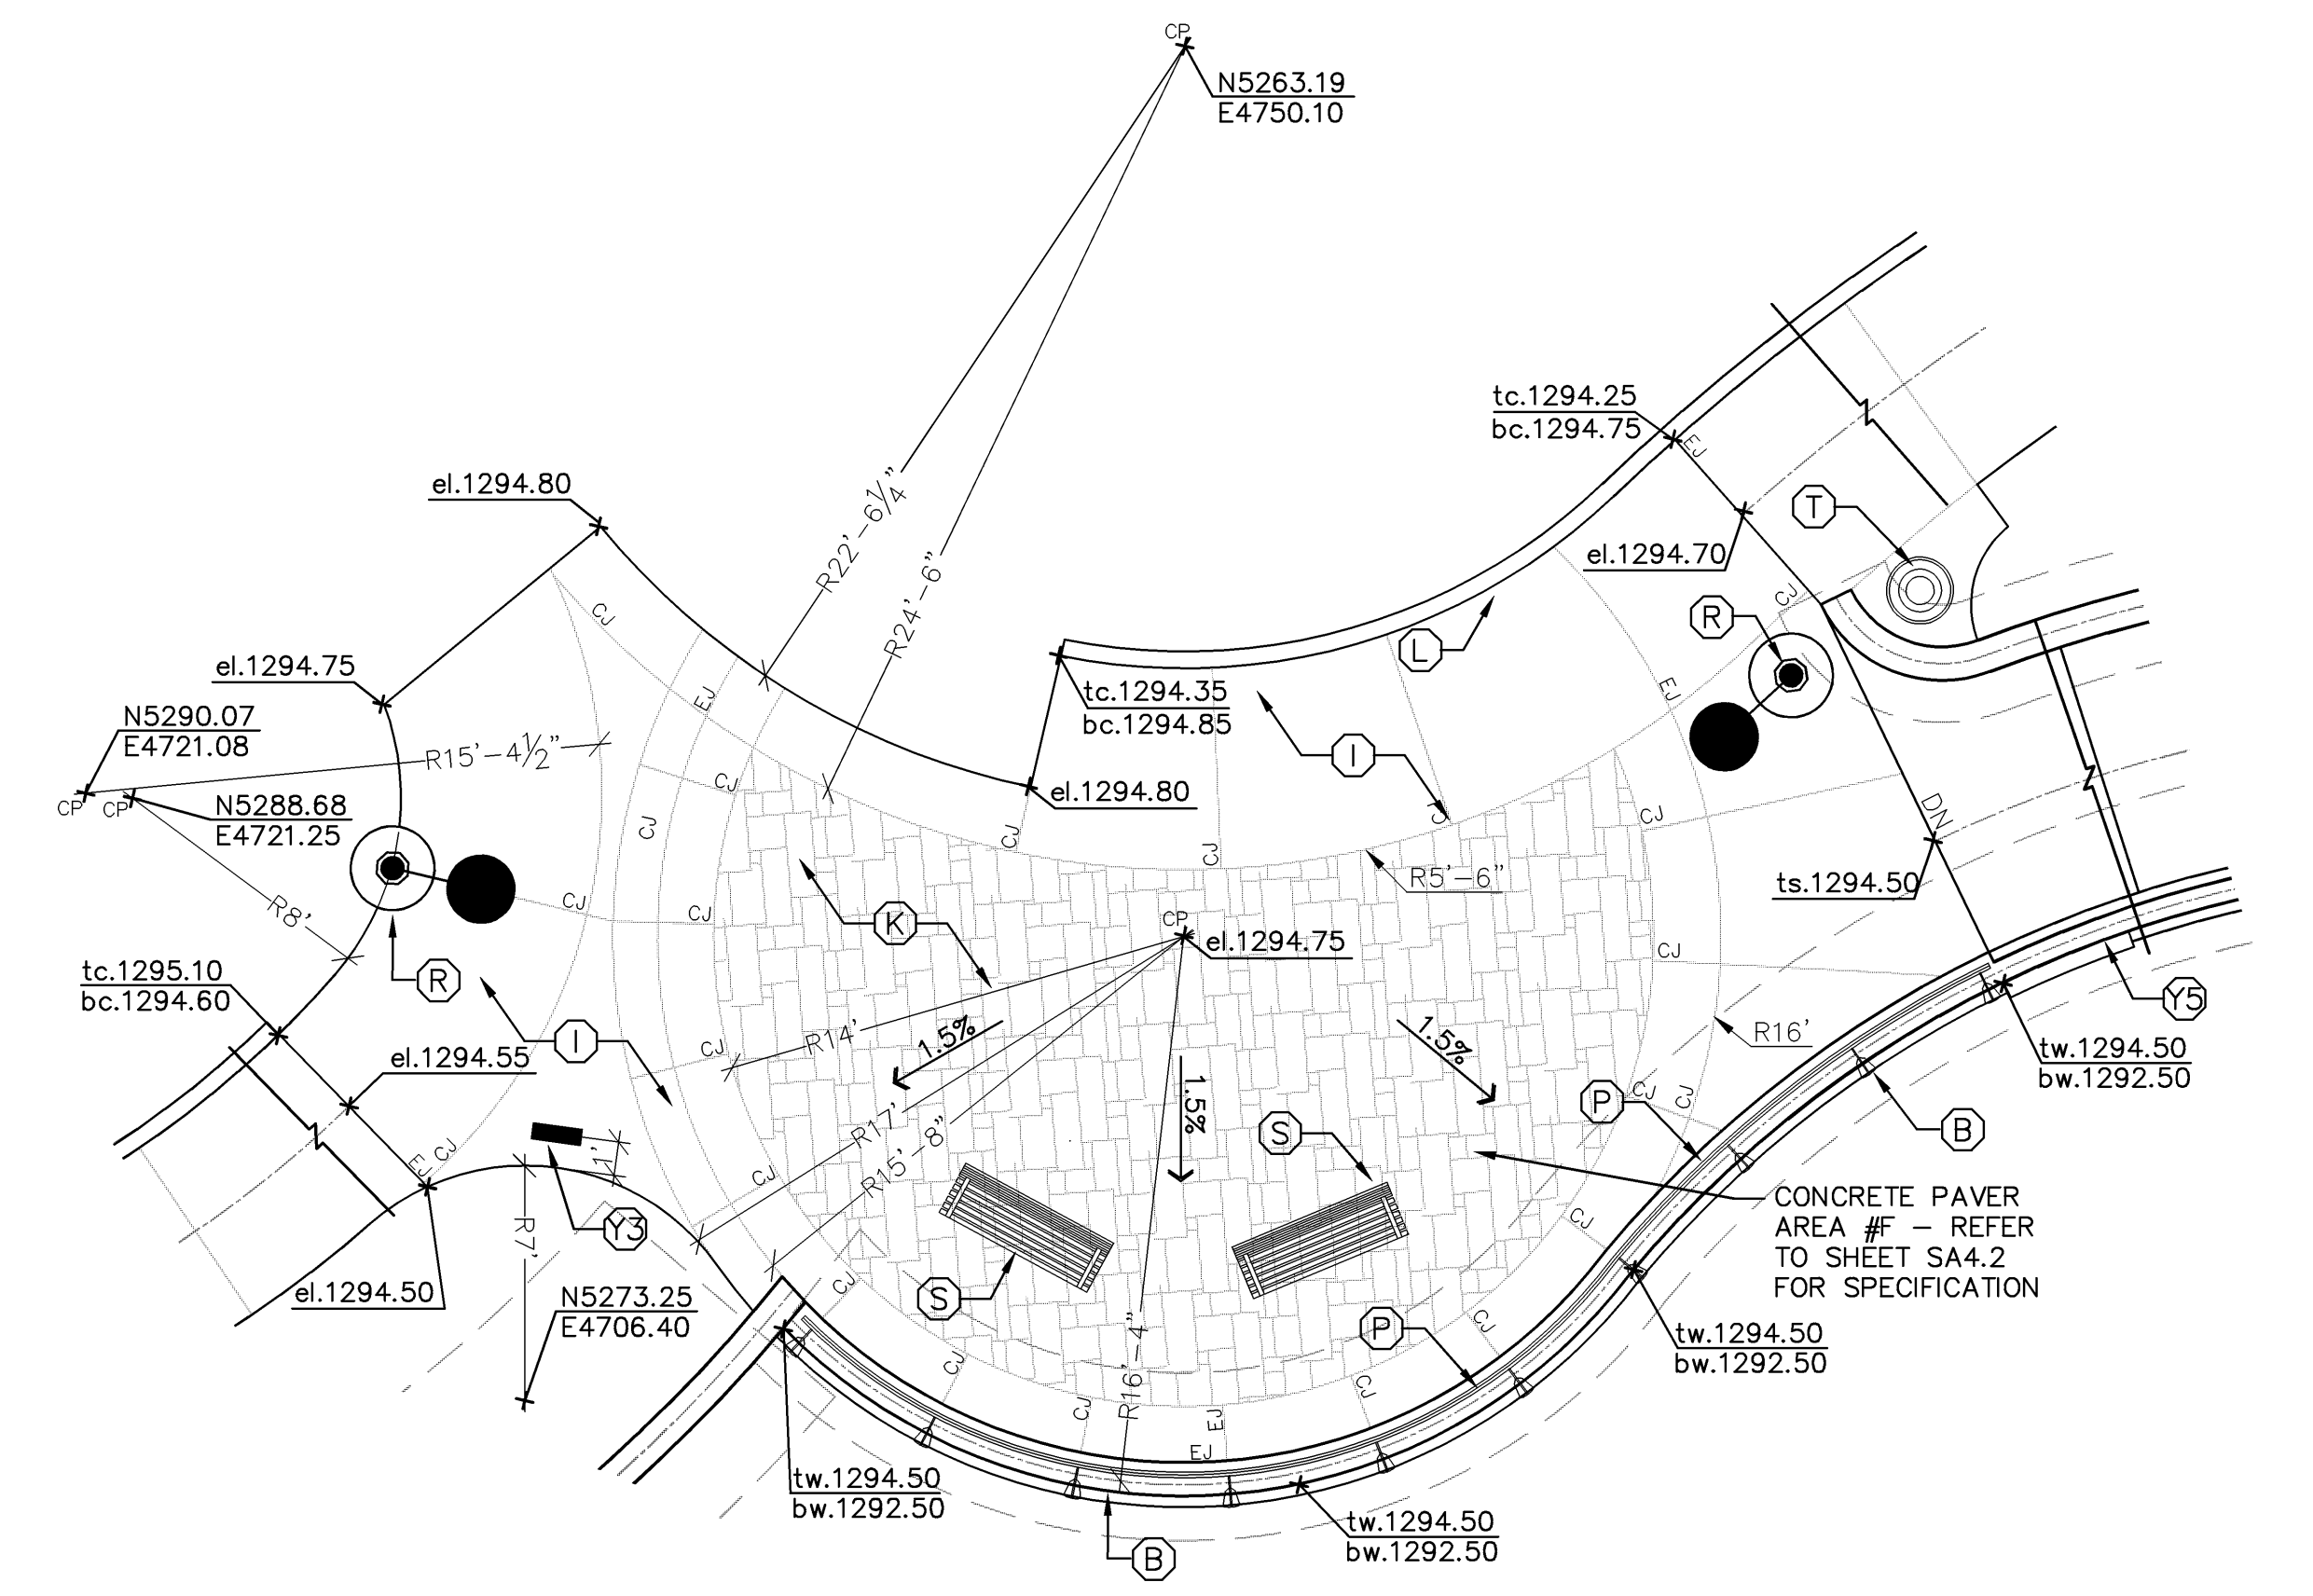 CP
N5263.19
E4750.10
tc.1294.25
bc.1294.75
EJ
el.1294.80
R22'-6¼"
T
el.1294.70
R24'-6"
CJ
CJ
R
L
el.1294.75
tc.1294.35
bc.1294.85
EJ
EJ
N5290.07
E4721.08
R15'-4½"
I
CJ
el.1294.80
CP
CP
N5288.68
E4721.25
CJ
CJ
CJ
CJ
CJ
DN
R5'-6"
ts.1294.50
R8'
CJ
CJ
K
CP
el.1294.75
CJ
tc.1295.10
bc.1294.60
R
Y5
R14'
1.5%
1.5%
R16'
I
CJ
tw.1294.50
bw.1292.50
el.1294.55
1.5%
P
CJ
CJ
B
R17'
R15'-8"
S
1'
EJ
CJ
CJ
Y3
CONCRETE PAVER
AREA #F – REFER
TO SHEET SA4.2
FOR SPECIFICATION
R7'
CJ
el.1294.50
N5273.25
E4706.40
CJ
S
R16'-4"
P
CJ
tw.1294.50
bw.1292.50
CJ
CJ
CJ
EJ
EJ
tw.1294.50
bw.1292.50
tw.1294.50
bw.1292.50
B